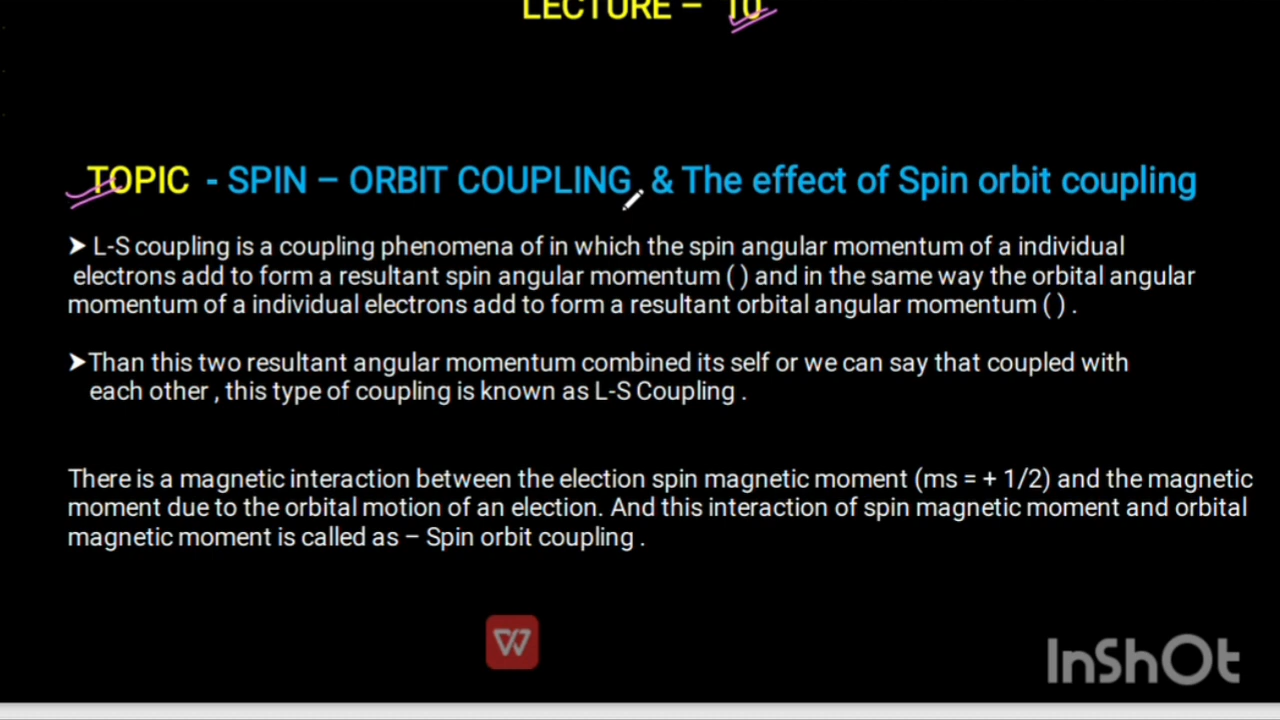 LECTURE – 10
TOPIC - SPIN – ORBIT COUPLING & The effect of Spin orbit coupling
➤ L-S coupling is a coupling phenomena of in which the spin angular momentum of a individual
electrons add to form a resultant spin angular momentum ( ) and in the same way the orbital angular
momentum of a individual electrons add to form a resultant orbital angular momentum ( ) .
➤Than this two resultant angular momentum combined its self or we can say that coupled with
each other , this type of coupling is known as L-S Coupling .
There is a magnetic interaction between the election spin magnetic moment (ms = + 1/2) and the magnetic
moment due to the orbital motion of an election. And this interaction of spin magnetic moment and orbital
magnetic moment is called as – Spin orbit coupling .
W
InShOt